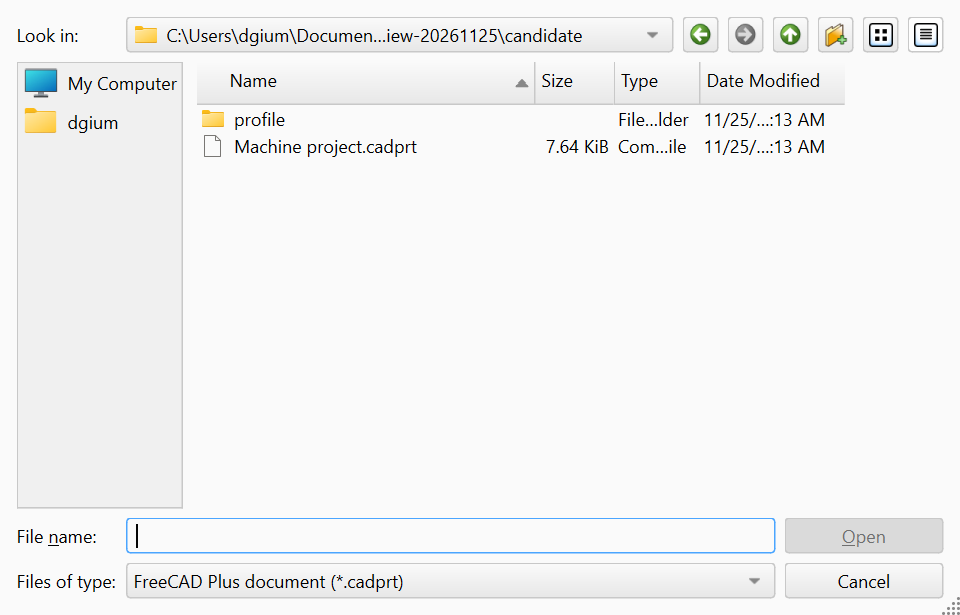 Look in: C:\Users\dgium\Documen...iew-20261125\candidate
My Computer
dgium
Name Size Type Date Modified
profile File...lder 11/25/...:13 AM
Machine project.cadprt 7.64 KiB Com...ile 11/25/...:13 AM
File name: Open
Files of type: FreeCAD Plus document (*.cadprt) Cancel